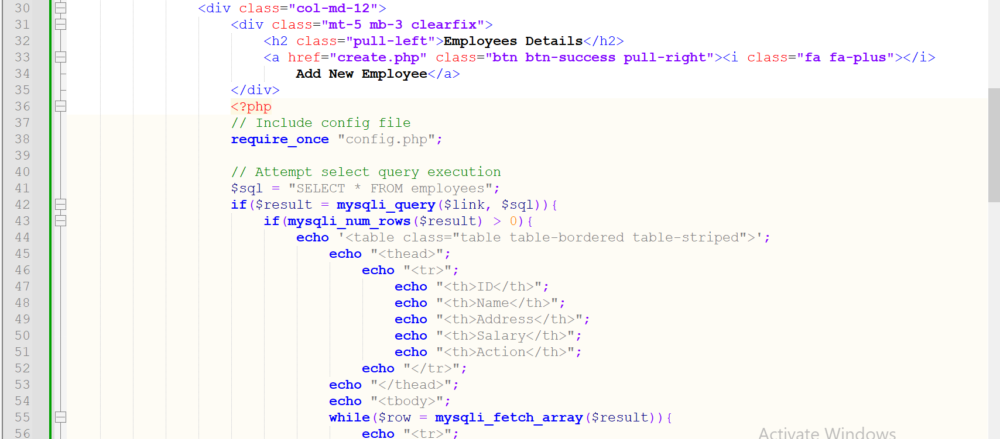 30 <div class="col-md-12">
31 <div class="mt-5 mb-3 clearfix">
32 <h2 class="pull-left">Employees Details</h2>
33 <a href="create.php" class="btn btn-success pull-right"><i class="fa fa-plus"></i>
34 Add New Employee</a>
35 </div>
36 <?php
37 // Include config file
38 require_once "config.php";
39
40 // Attempt select query execution
41 $sql = "SELECT * FROM employees";
42 if($result = mysqli_query($link, $sql)){
43 if(mysqli_num_rows($result) > 0){
44 echo '<table class="table table-bordered table-striped">';
45 echo "<thead>";
46 echo "<tr>";
47 echo "<th>ID</th>";
48 echo "<th>Name</th>";
49 echo "<th>Address</th>";
50 echo "<th>Salary</th>";
51 echo "<th>Action</th>";
52 echo "</tr>";
53 echo "</thead>";
54 echo "<tbody>";
55 while($row = mysqli_fetch_array($result)){
56 echo "<tr>";
Activate Windows